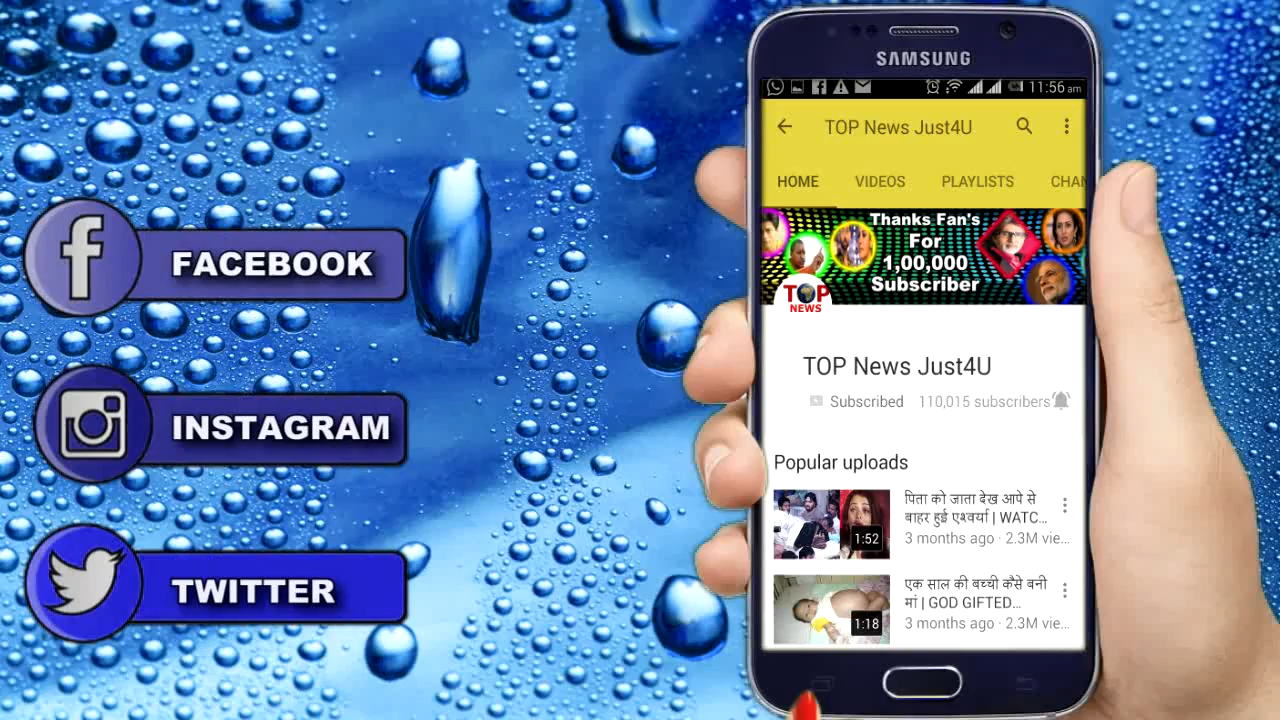 FACEBOOK
INSTAGRAM
TWITTER
SAMSUNG
11:56 am
TOP News Just4U
HOME VIDEOS PLAYLISTS CHAN
Thanks Fan's
For
1,00,000
Subscriber
TOP
NEWS
TOP News Just4U
Subscribed 110,015 subscribers
Popular uploads
पिता को जाता देख आपे से
बाहर हुई एश्वर्या | WATC...
3 months ago · 2.3M vie...
1:52
एक साल की बच्ची कैसे बनी
मां | GOD GIFTED...
3 months ago · 2.3M vie...
1:18